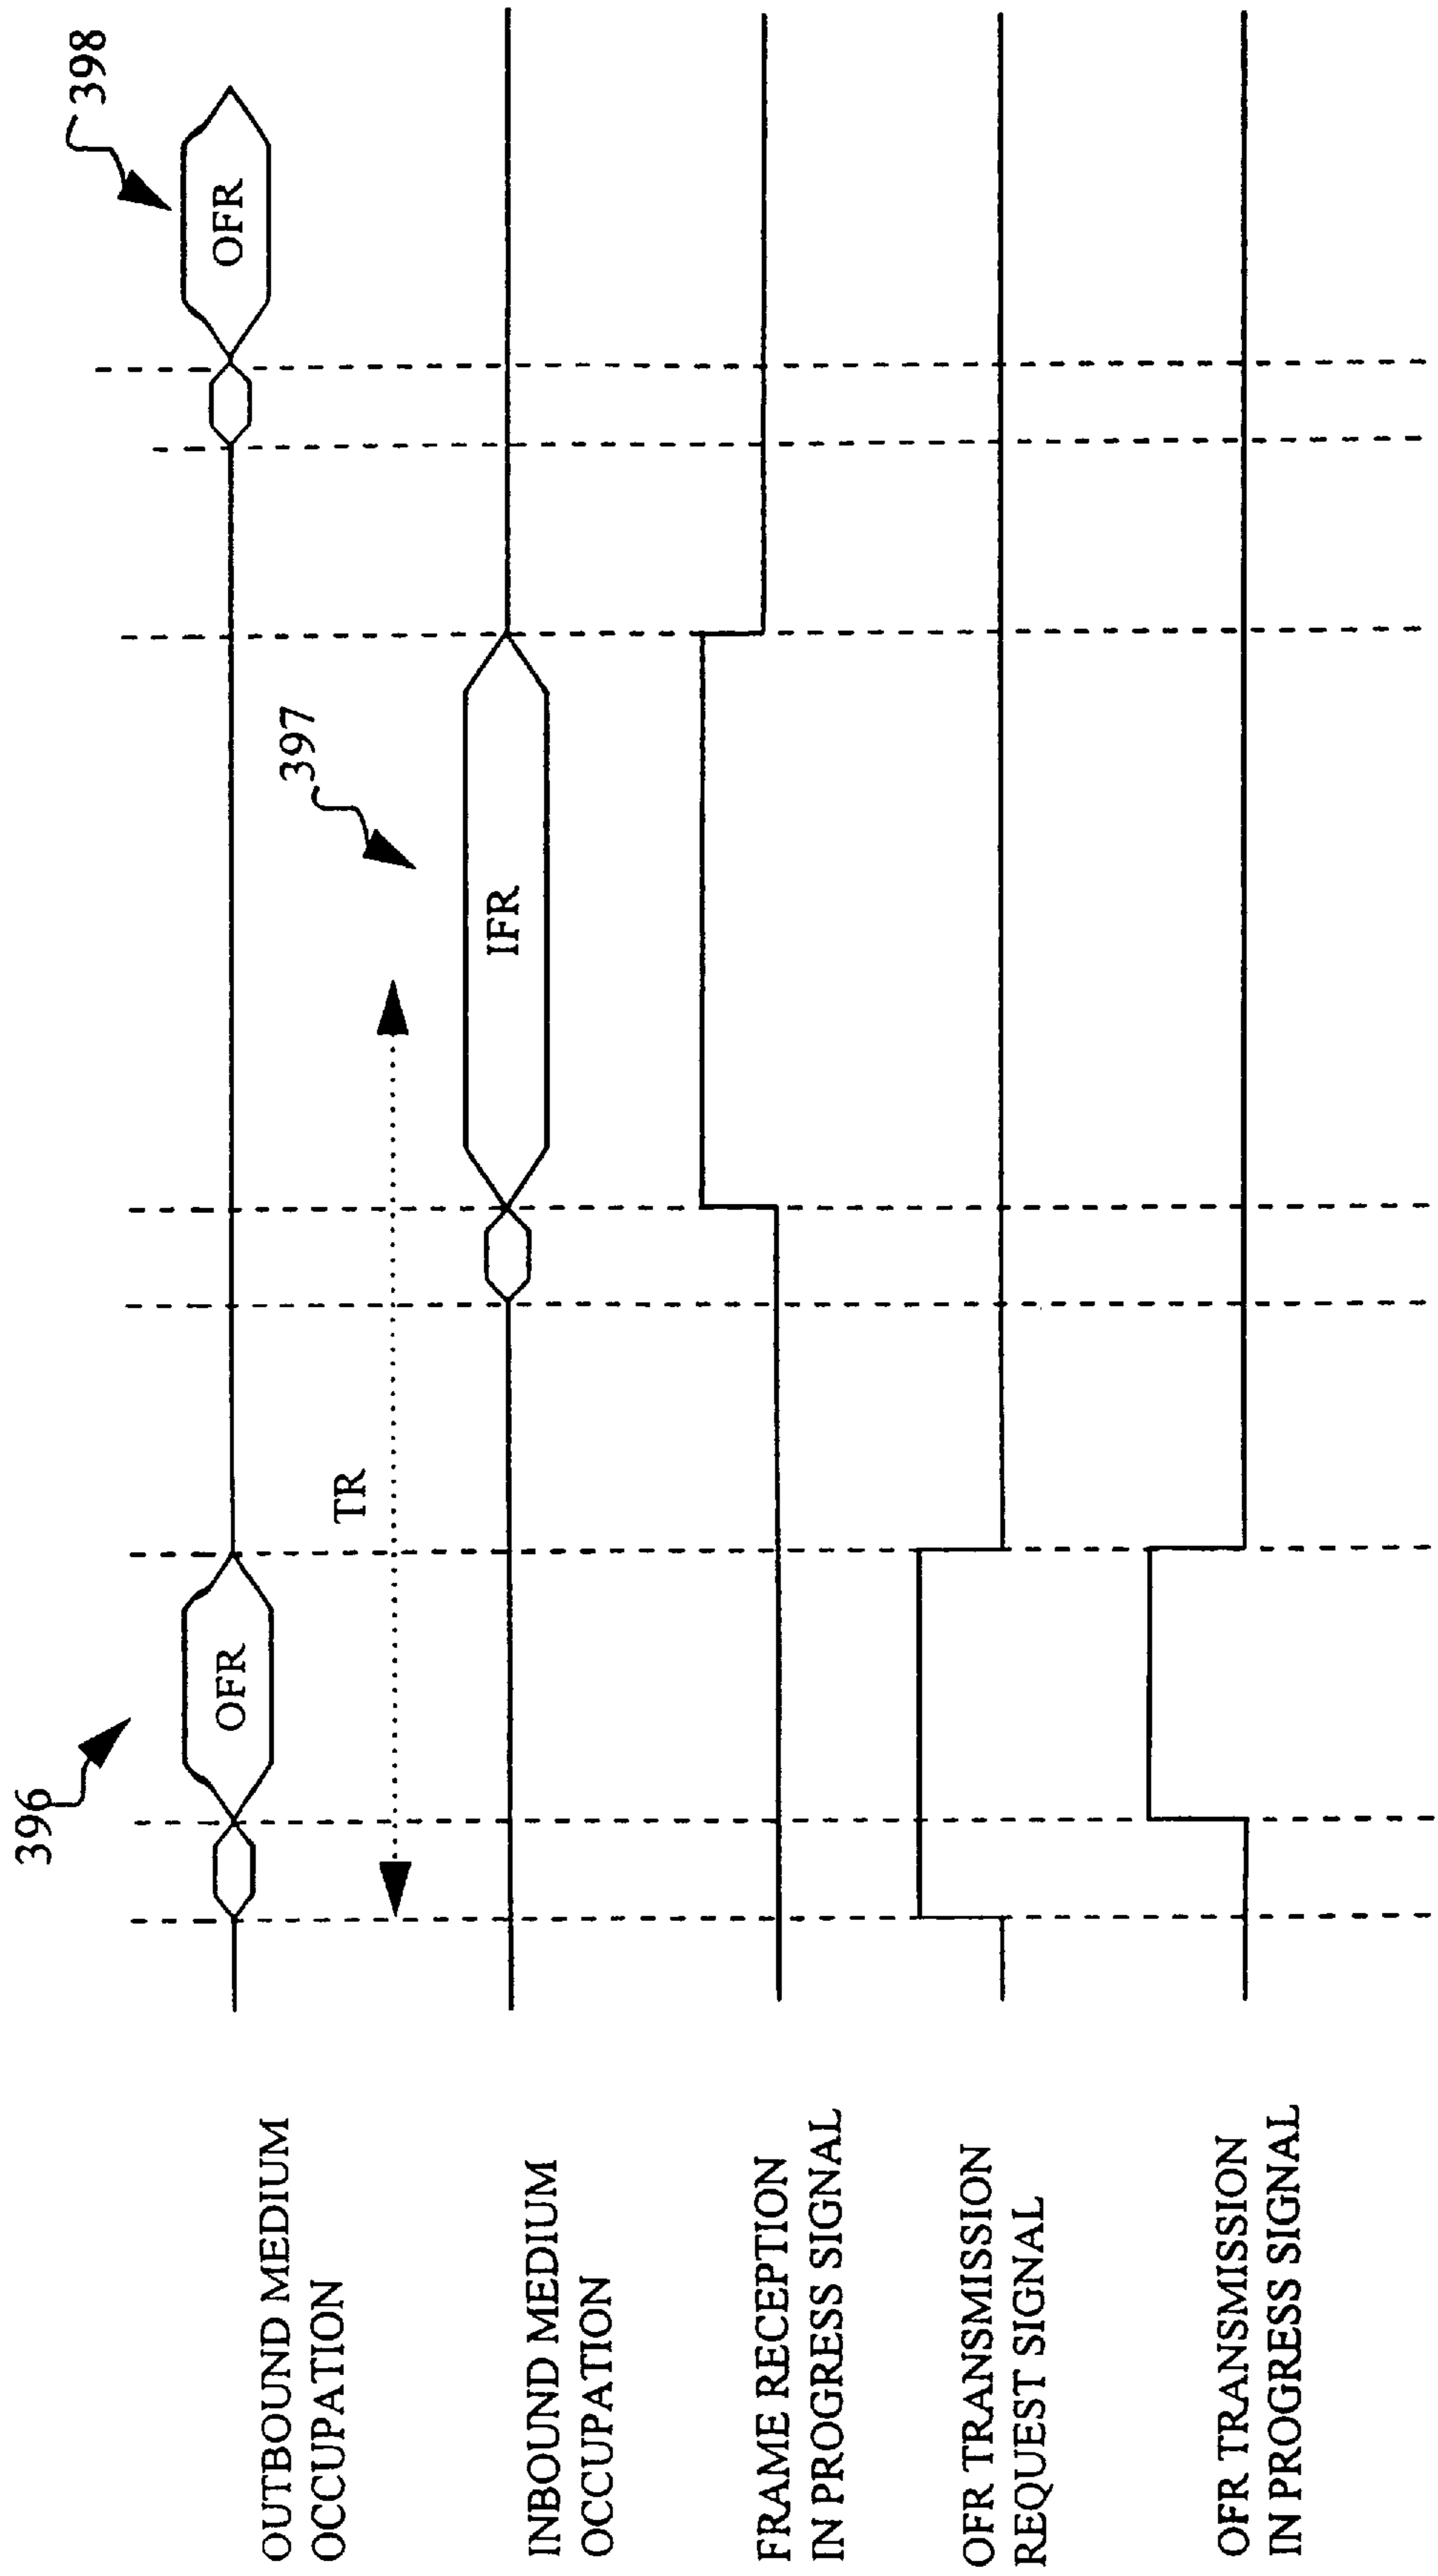 396
397
398
OUTBOUND MEDIUM
OCCUPATION
OFR
OFR
TR
INBOUND MEDIUM
OCCUPATION
IFR
FRAME RECEPTION
IN PROGRESS SIGNAL
OFR TRANSMISSION
REQUEST SIGNAL
OFR TRANSMISSION
IN PROGRESS SIGNAL